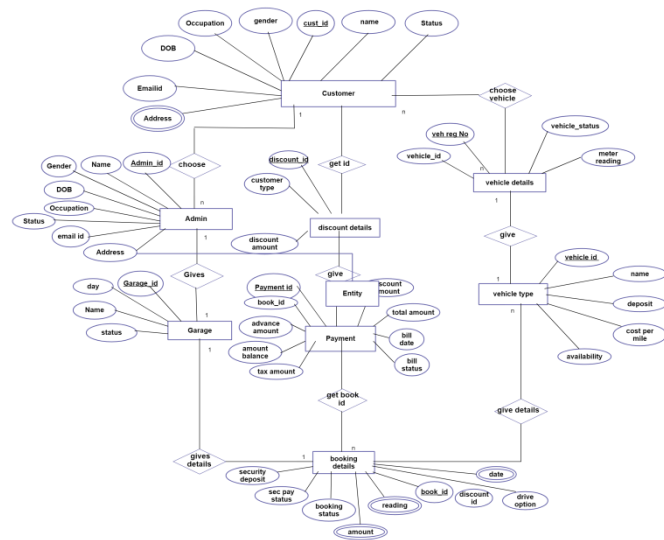 Occupation
gender
cust_id
name
Status
DOB
Emailid
Address
Customer
1
n
choose
vehicle
veh reg No
vehicle_status
vehicle_id
meter
reading
n
vehicle details
1
choose
get id
Gender
Name
Admin_id
DOB
Occupation
Status
email id
Address
n
Admin
1
discount_id
customer
type
discount
amount
discount details
give
give
Gives
day
Garage_id
Name
status
1
Garage
1
Payment id
book_id
advance
amount
amount
balance
tax amount
Entity
scount
mount
total amount
bill
date
bill
status
Payment
1
vehicle type
n
vehicle id
name
deposit
cost per
mile
availability
get book
id
give details
gives
details
1
n
booking
details
security
deposit
sec pay
status
booking
status
amount
reading
book_id
discount
id
drive
option
date